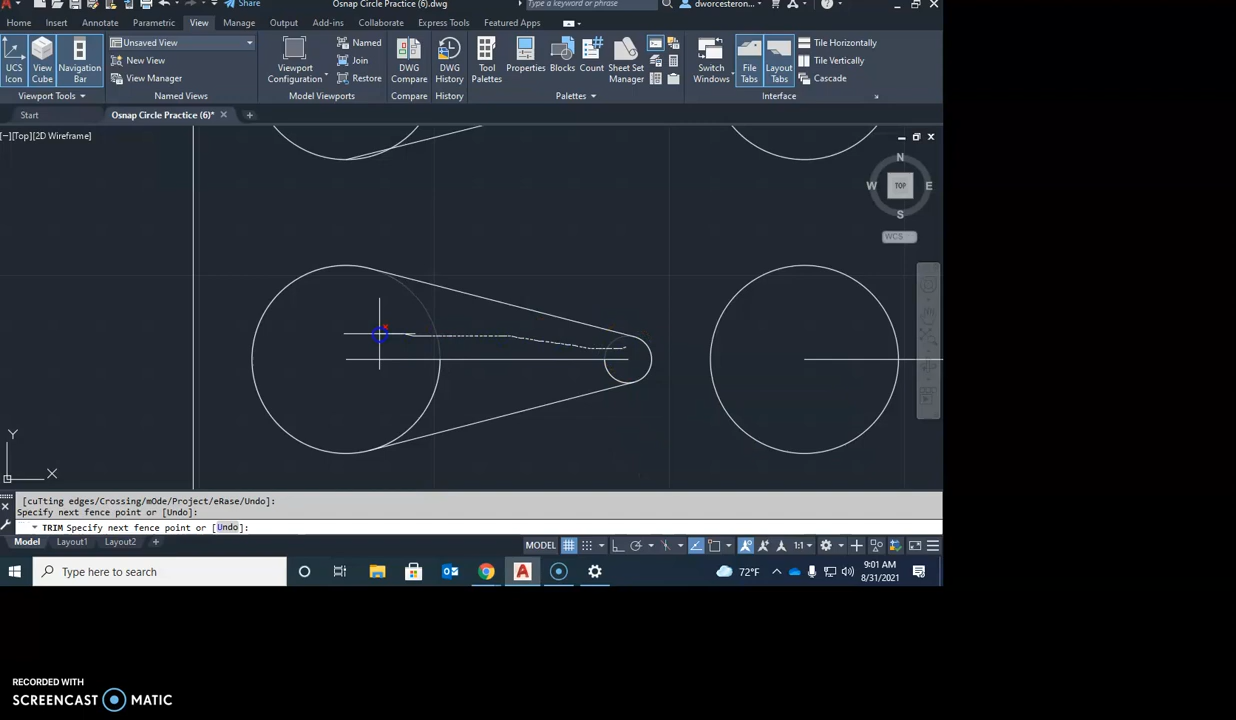 Share
Osnap Circle Practice (6).dwg
Type a keyword or phrase
dworcesteron...
Home Insert Annotate Parametric View Manage Output Add-ins Collaborate Express Tools Featured Apps
UCS Icon
View Cube
Navigation Bar
Viewport Tools
Unsaved View
New View
View Manager
Named Views
Viewport Configuration
Named
Join
Restore
Model Viewports
DWG Compare
Compare
DWG History
History
Tool Palettes
Properties
Blocks
Count
Sheet Set Manager
Palettes
Switch Windows
File Tabs
Layout Tabs
Tile Horizontally
Tile Vertically
Cascade
Interface
Start
Osnap Circle Practice (6)*
[−][Top][2D Wireframe]
N
W TOP E
S
WCS
Y
X
[cuTting edges/Crossing/mOde/Project/eRase/Undo]:
Specify next fence point or [Undo]:
TRIM Specify next fence point or [Undo]:
Model Layout1 Layout2
MODEL
1:1
Type here to search
72°F
9:01 AM
8/31/2021
RECORDED WITH
SCREENCAST MATIC